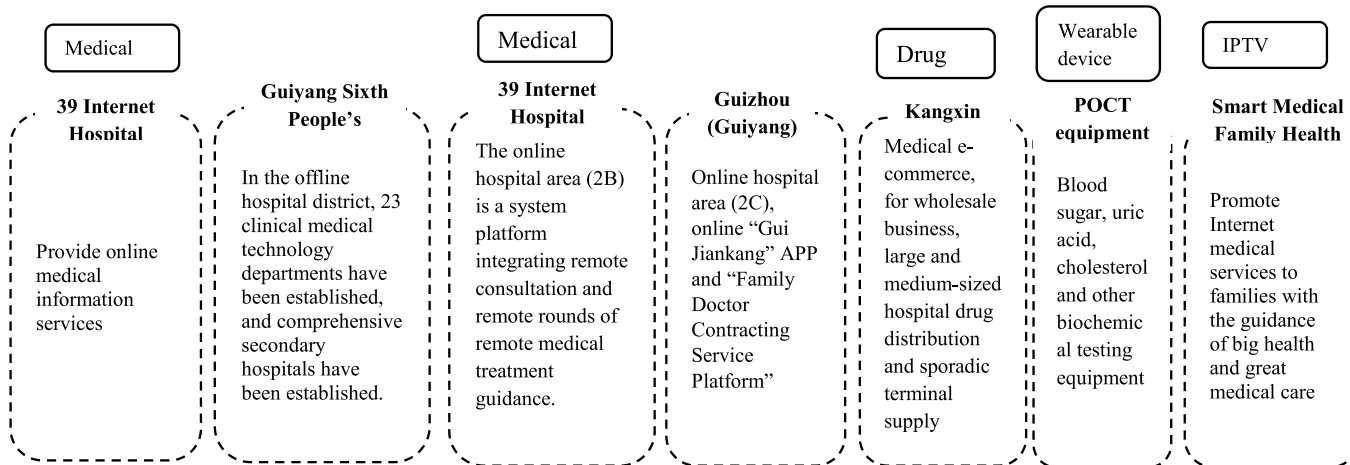 Medical
39 Internet
Hospital
Provide online
medical
information
services
Guiyang Sixth
People's
In the offline
hospital district, 23
clinical medical
technology
departments have
been established,
and comprehensive
secondary
hospitals have
been established.
Medical
39 Internet
Hospital
The online
hospital area (2B)
is a system
platform
integrating remote
consultation and
remote rounds of
remote medical
treatment
guidance.
Guizhou
(Guiyang)
Online hospital
area (2C),
online “Gui
Jiankang” APP
and “Family
Doctor
Contracting
Service
Platform”
Drug
Kangxin
Medical e-
commerce,
for wholesale
business,
large and
medium-sized
hospital drug
distribution
and sporadic
terminal
supply
Wearable
device
POCT
equipment
Blood
sugar, uric
acid,
cholesterol
and other
biochemic
al testing
equipment
IPTV
Smart Medical
Family Health
Promote
Internet
medical
services to
families with
the guidance
of big health
and great
medical care